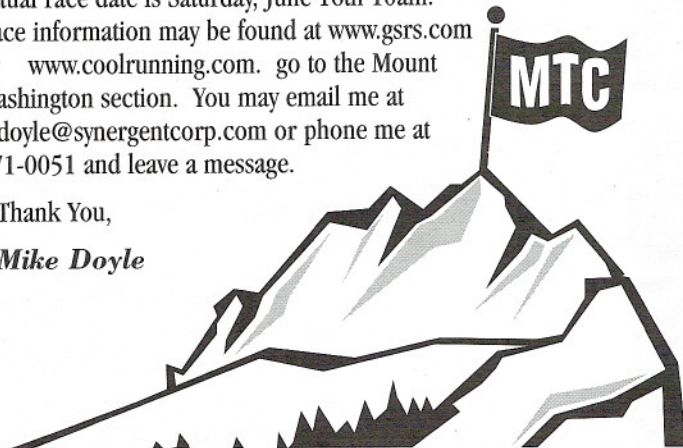 tual race date is Saturday, June 16th 10am.
ce information may be found at www.gsrs.com
www.coolrunning.com. go to the Mount
ashington section. You may email me at
doyle@synergentcorp.com or phone me at
71-0051 and leave a message.
Thank You,
Mike Doyle
MTC